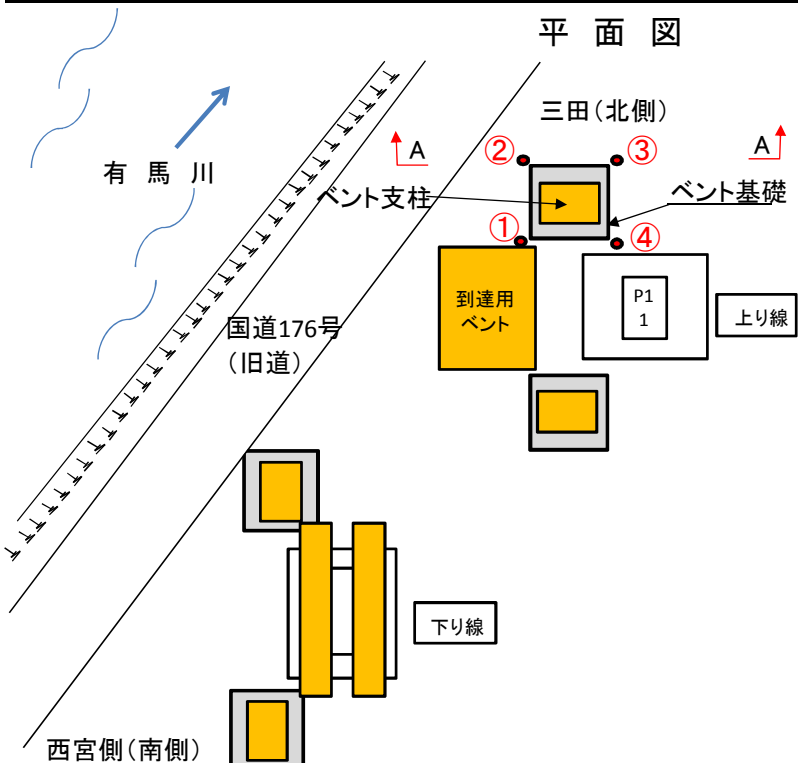 平 面 図
三田(北側)
A
A
②
③
有 馬 川
ベント支柱
ベント基礎
①
④
到達用
ベント
P1
1
上り線
国道176号
(旧道)
下り線
西宮側(南側)